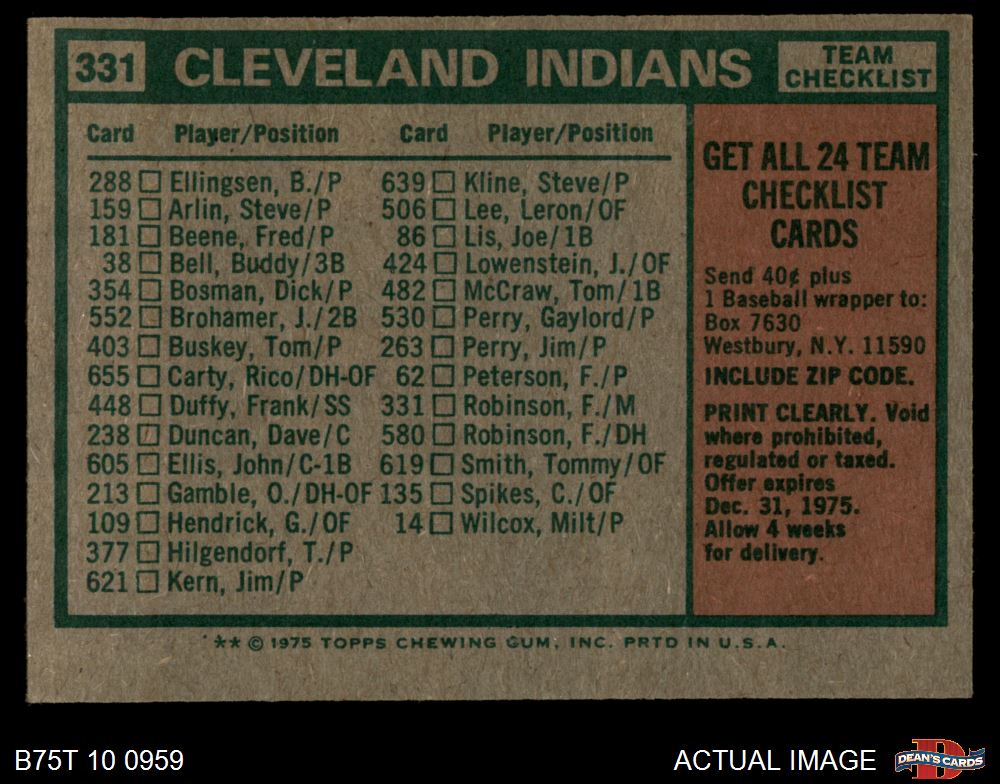 331 CLEVELAND INDIANS TEAM CHECKLIST
Card Player/Position Card Player/Position
288 Ellingsen, B./P 639 Kline, Steve/P
159 Arlin, Steve/P 506 Lee, Leron/OF
181 Beene, Fred/P 86 Lis, Joe/1B
38 Bell, Buddy/3B 424 Lowenstein, J./OF
354 Bosman, Dick/P 482 McCraw, Tom/1B
552 Brohamer, J./2B 530 Perry, Gaylord/P
403 Buskey, Tom/P 263 Perry, Jim/P
655 Carty, Rico/DH-OF 62 Peterson, F./P
448 Duffy, Frank/SS 331 Robinson, F./M
238 Duncan, Dave/C 580 Robinson, F./DH
605 Ellis, John/C-1B 619 Smith, Tommy/OF
213 Gamble, O./DH-OF 135 Spikes, C./OF
109 Hendrick, G./OF 14 Wilcox, Milt/P
377 Hilgendorf, T./P
621 Kern, Jim/P
GET ALL 24 TEAM
CHECKLIST
CARDS
Send 40¢ plus
1 Baseball wrapper to:
Box 7630
Westbury, N.Y. 11590
INCLUDE ZIP CODE.
PRINT CLEARLY. Void
where prohibited,
regulated or taxed.
Offer expires
Dec. 31, 1975.
Allow 4 weeks
for delivery.
** © 1975 TOPPS CHEWING GUM, INC. PRTD IN U.S.A.
B75T 10 0959 ACTUAL IMAGE DEAN'S CARDS